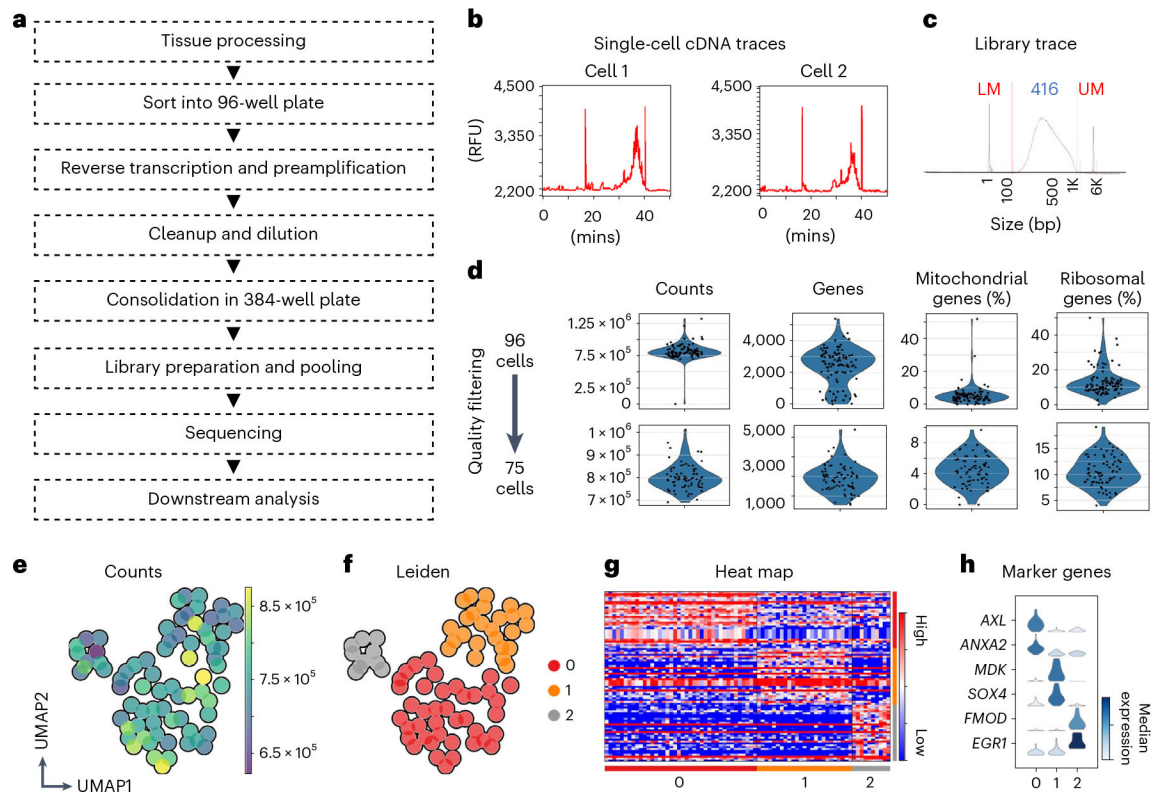 a
Tissue processing
Sort into 96-well plate
Reverse transcription and preamplification
Cleanup and dilution
Consolidation in 384-well plate
Library preparation and pooling
Sequencing
Downstream analysis
b
Single-cell cDNA traces
Cell 1
Cell 2
4,500
3,350
2,200
(RFU)
0
20
40
(mins)
4,500
3,350
2,200
0
20
40
(mins)
c
Library trace
LM
416
UM
1
100
500
1K
6K
Size (bp)
d
Counts
Genes
Mitochondrial
genes (%)
Ribosomal
genes (%)
Quality filtering
96
cells
75
cells
1.25 × 10⁶
7.5 × 10⁵
2.5 × 10⁵
0
4,000
2,000
0
40
20
0
40
20
0
1 × 10⁶
9 × 10⁵
8 × 10⁵
7 × 10⁵
5,000
3,000
1,000
8
4
0
15
10
5
e
Counts
8.5 × 10⁵
7.5 × 10⁵
6.5 × 10⁵
UMAP2
UMAP1
f
Leiden
0
1
2
g
Heat map
High
Low
0
1
2
h
Marker genes
AXL
ANXA2
MDK
SOX4
FMOD
EGR1
0
1
2
Median
expression